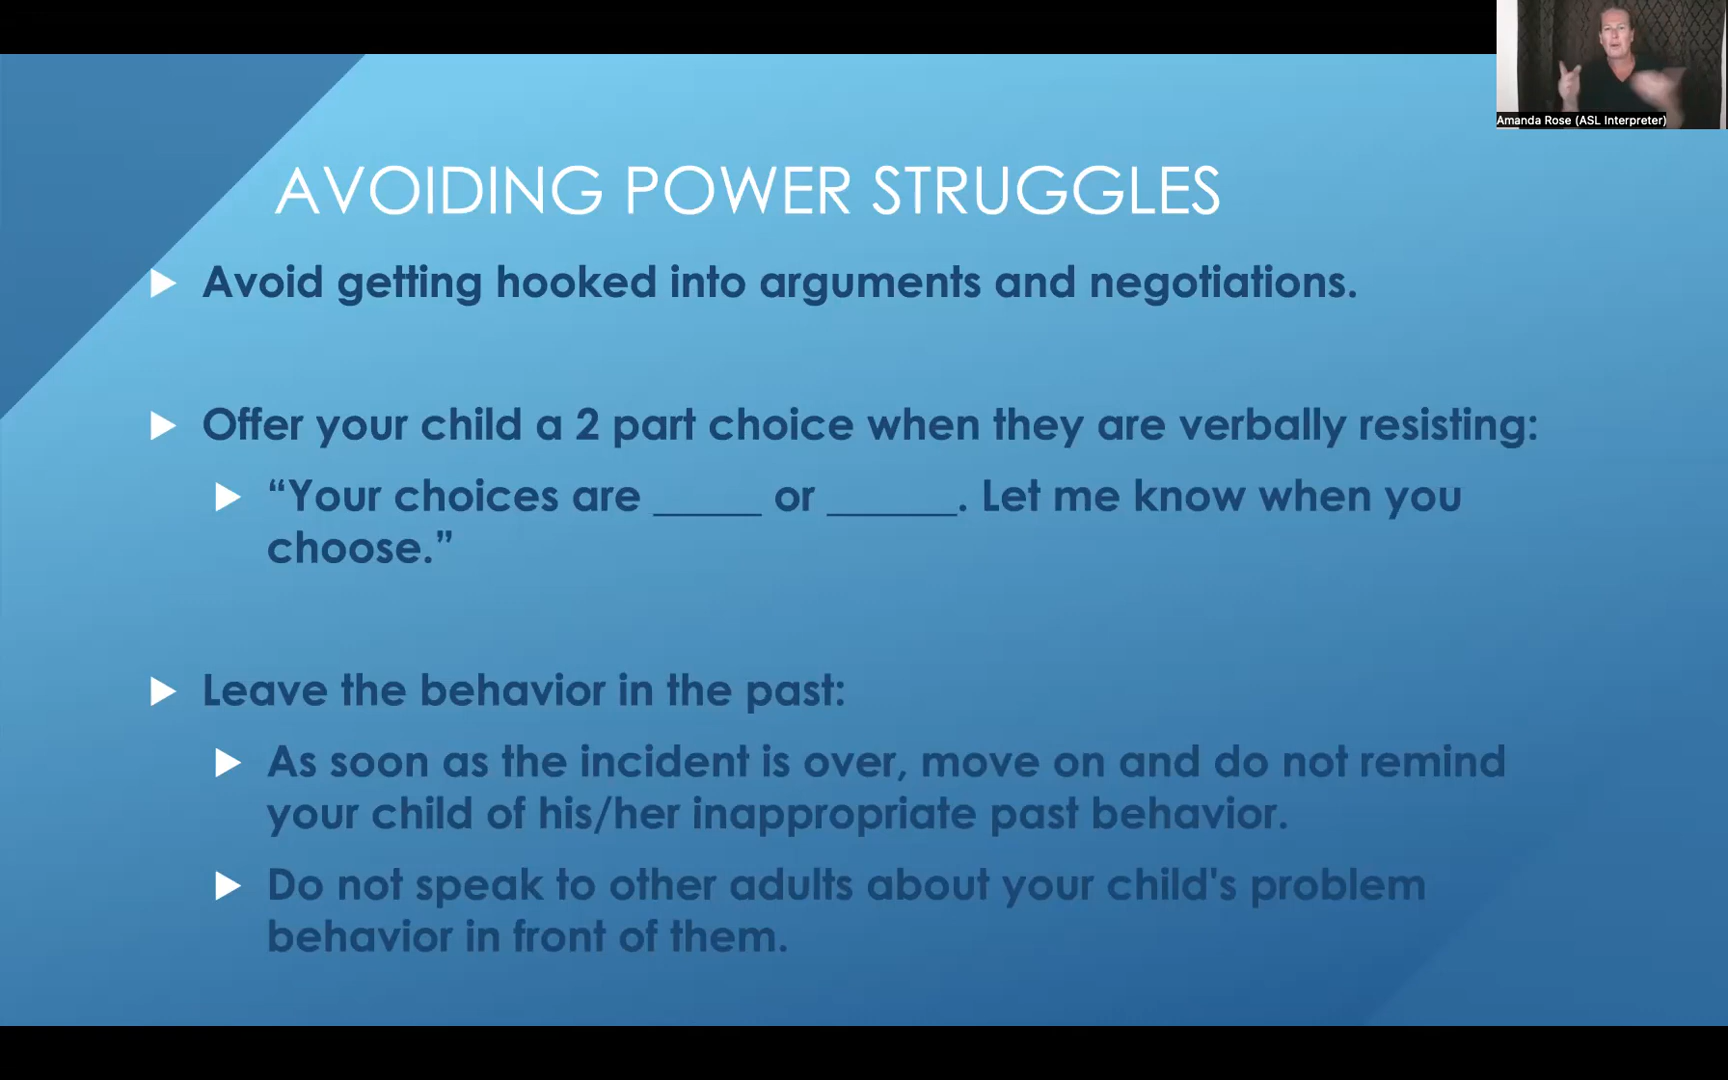 Amanda Rose (ASL Interpreter)
AVOIDING POWER STRUGGLES
Avoid getting hooked into arguments and negotiations.
Offer your child a 2 part choice when they are verbally resisting:
“Your choices are _____ or ______. Let me know when you
choose.”
Leave the behavior in the past:
As soon as the incident is over, move on and do not remind
your child of his/her inappropriate past behavior.
Do not speak to other adults about your child's problem
behavior in front of them.